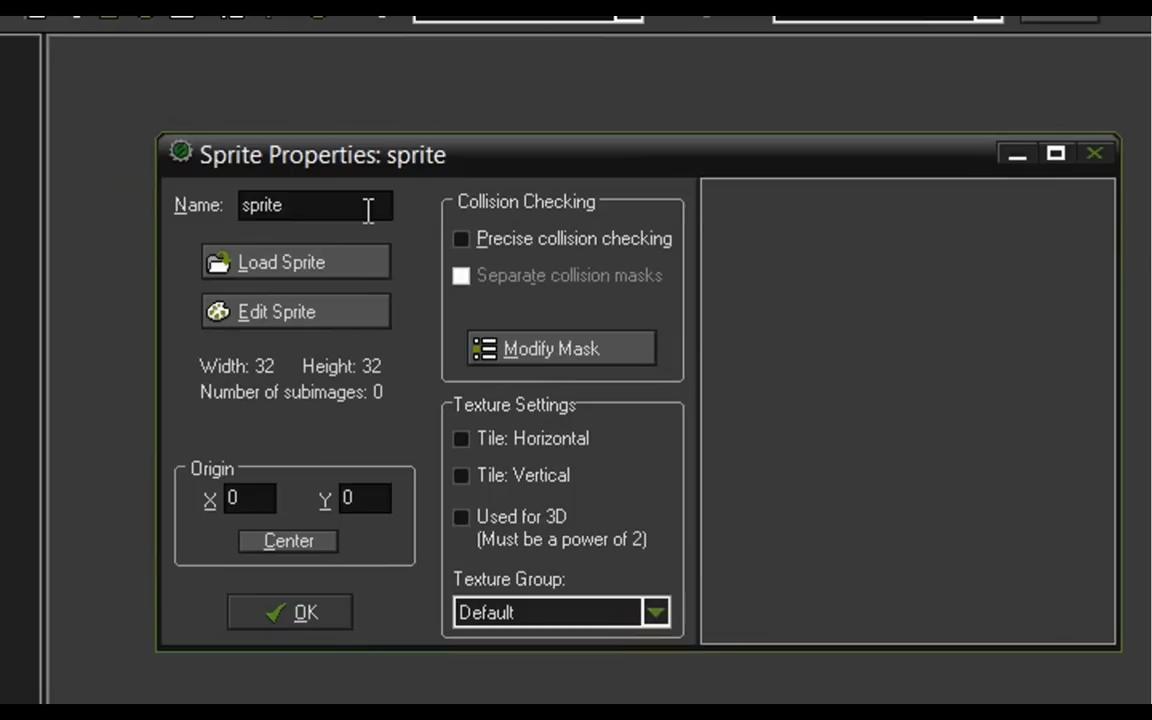 Sprite Properties: sprite
Name: sprite
Load Sprite
Edit Sprite
Width: 32 Height: 32
Number of subimages: 0
Origin
X 0 Y 0
Center
OK
Collision Checking
Precise collision checking
Separate collision masks
Modify Mask
Texture Settings
Tile: Horizontal
Tile: Vertical
Used for 3D
(Must be a power of 2)
Texture Group:
Default